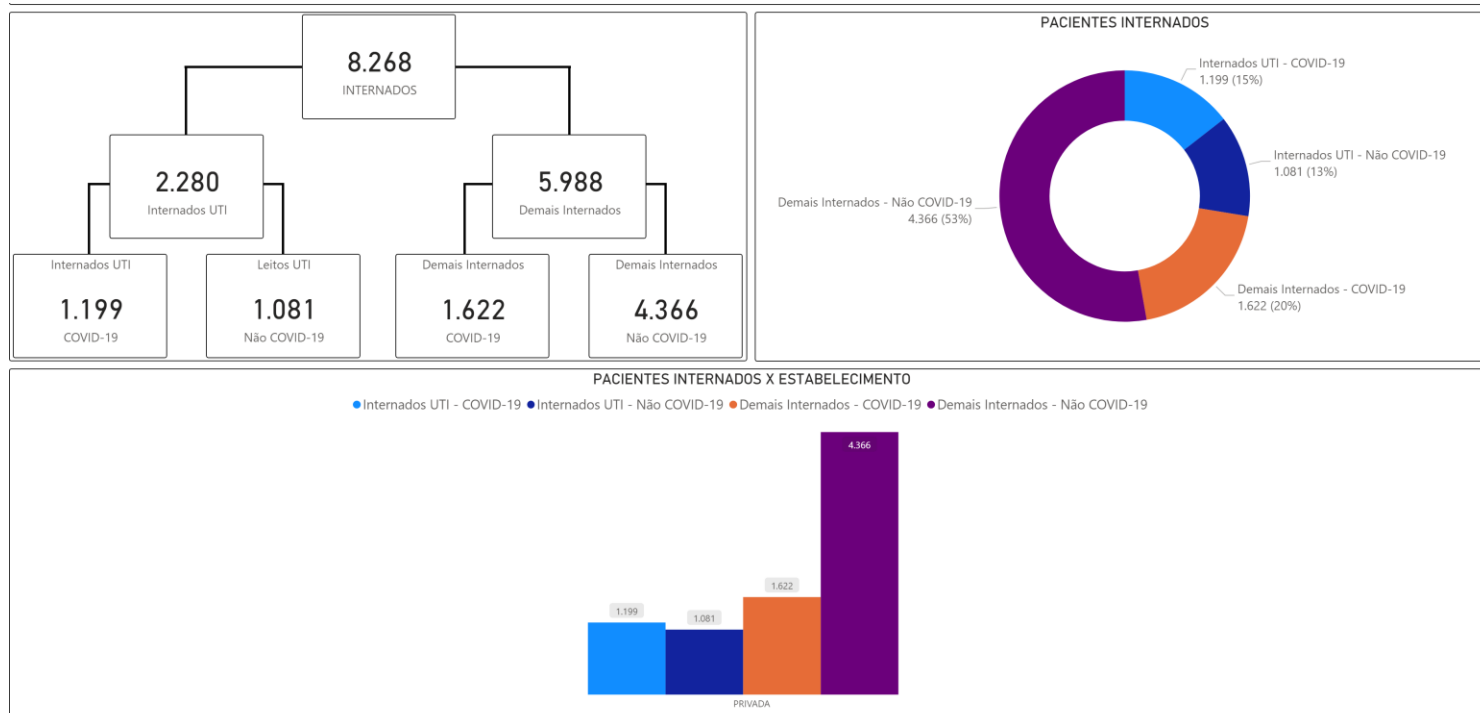 8.268
INTERNADOS
2.280
Internados UTI
5.988
Demais Internados
Internados UTI
1.199
COVID-19
Leitos UTI
1.081
Não COVID-19
Demais Internados
1.622
COVID-19
Demais Internados
4.366
Não COVID-19
PACIENTES INTERNADOS
Internados UTI - COVID-19
1.199 (15%)
Internados UTI - Não COVID-19
1.081 (13%)
Demais Internados - Não COVID-19
4.366 (53%)
Demais Internados - COVID-19
1.622 (20%)
PACIENTES INTERNADOS X ESTABELECIMENTO
Internados UTI - COVID-19 Internados UTI - Não COVID-19 Demais Internados - COVID-19 Demais Internados - Não COVID-19
4.366
1.622
1.199
1.081
PRIVADA